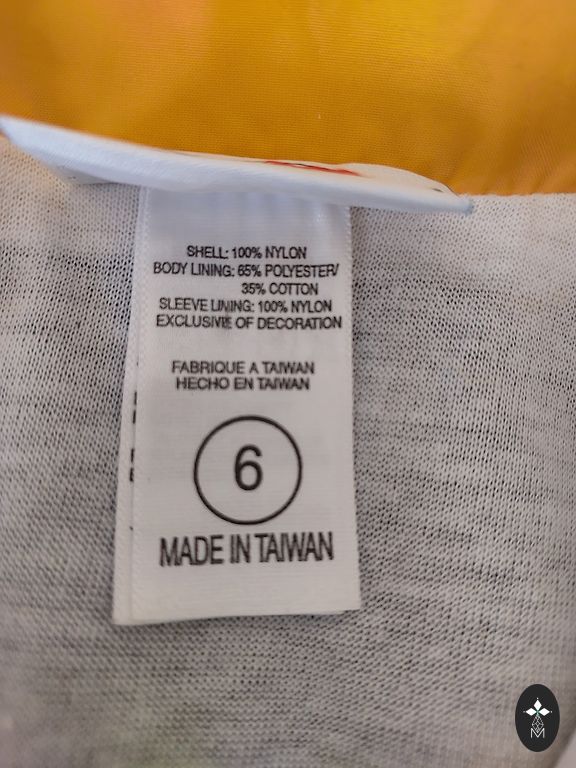 SHELL: 100% NYLON
BODY LINING: 65% POLYESTER/
35% COTTON
SLEEVE LINING: 100% NYLON
EXCLUSIVE OF DECORATION
FABRIQUE A TAIWAN
HECHO EN TAIWAN
6
MADE IN TAIWAN
M